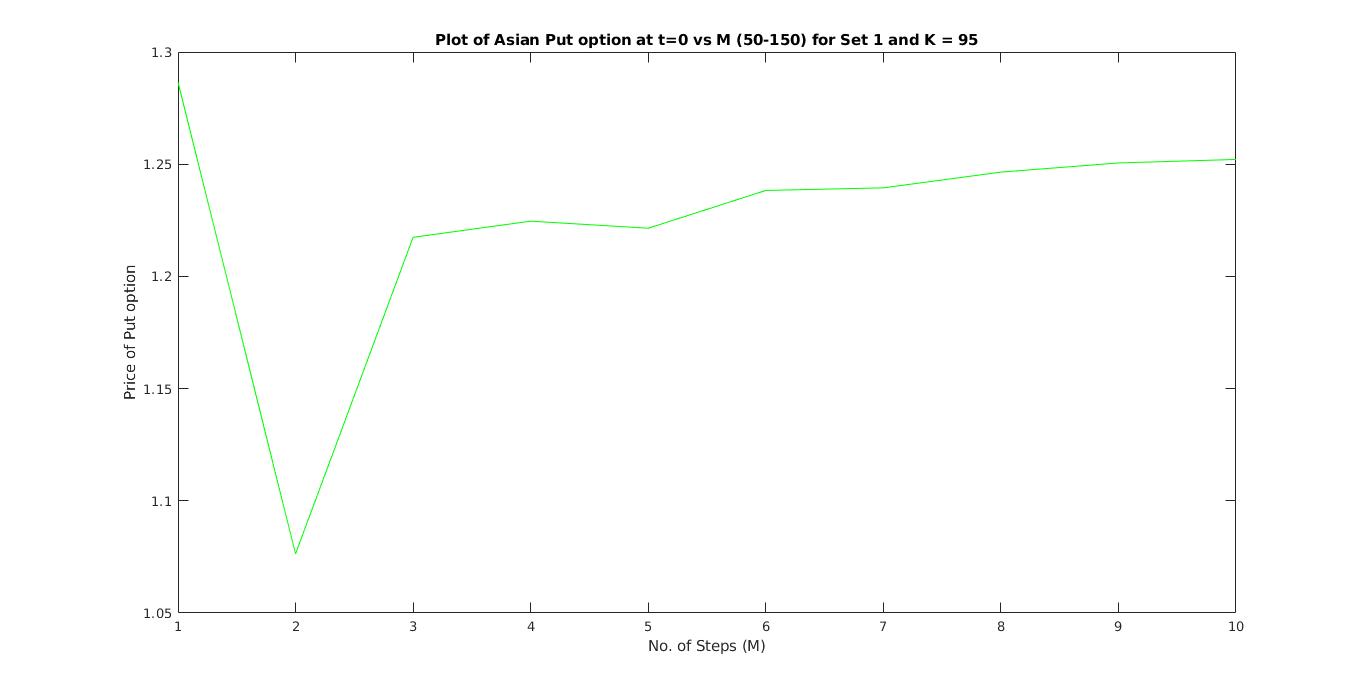 Plot of Asian Put option at t=0 vs M (50-150) for Set 1 and K = 95
1.3
1.25
1.2
1.15
1.1
1.05
Price of Put option
1 2 3 4 5 6 7 8 9 10
No. of Steps (M)